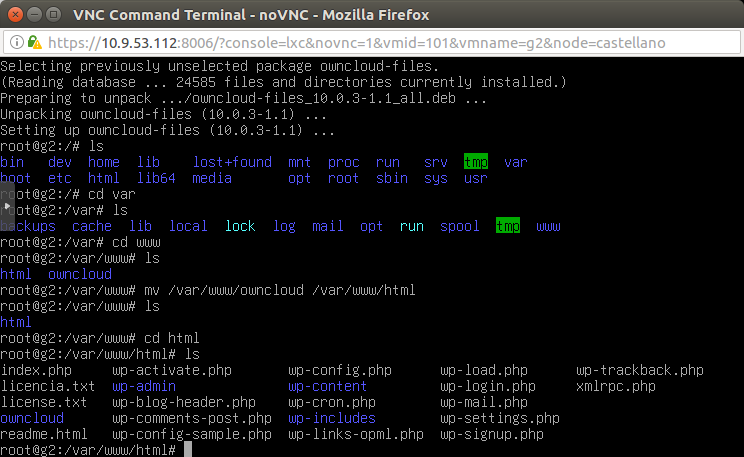 VNC Command Terminal - noVNC - Mozilla Firefox
https://10.9.53.112:8006/?console=lxc&novnc=1&vmid=101&vmname=g2&node=castellano
Selecting previously unselected package owncloud-files.
(Reading database ... 24585 files and directories currently installed.)
Preparing to unpack .../owncloud-files_10.0.3-1.1_all.deb ...
Unpacking owncloud-files (10.0.3-1.1) ...
Setting up owncloud-files (10.0.3-1.1) ...
root@g2:/# ls
bin dev home lib lost+found mnt proc run srv tmp var
boot etc html lib64 media opt root sbin sys usr
root@g2:/# cd var
root@g2:/var# ls
backups cache lib local lock log mail opt run spool tmp www
root@g2:/var# cd www
root@g2:/var/www# ls
html owncloud
root@g2:/var/www# mv /var/www/owncloud /var/www/html
root@g2:/var/www# ls
html
root@g2:/var/www# cd html
root@g2:/var/www/html# ls
index.php wp-activate.php wp-config.php wp-load.php wp-trackback.php
licencia.txt wp-admin wp-content wp-login.php xmlrpc.php
license.txt wp-blog-header.php wp-cron.php wp-mail.php
owncloud wp-comments-post.php wp-includes wp-settings.php
readme.html wp-config-sample.php wp-links-opml.php wp-signup.php
root@g2:/var/www/html#